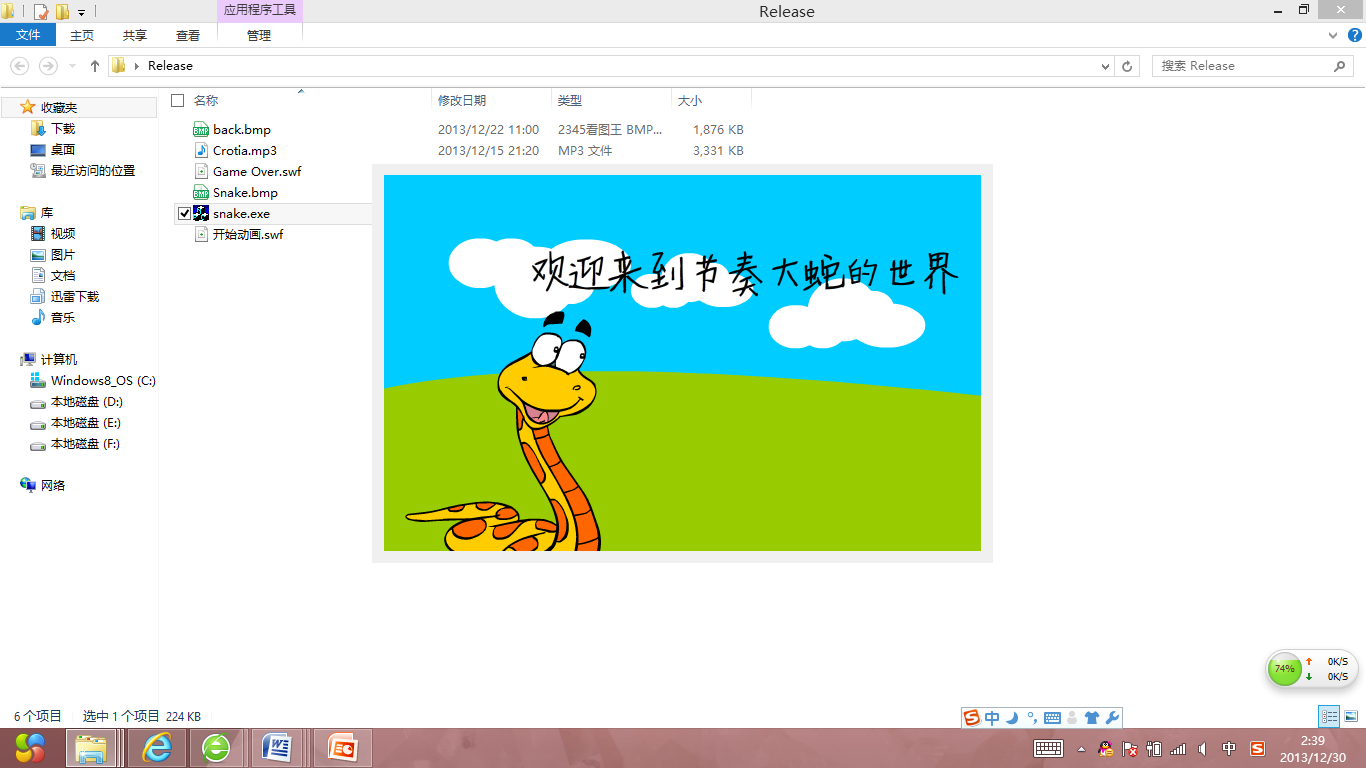 应用程序工具
Release
文件 主页 共享 查看 管理
Release
搜索 Release
收藏夹
下载
桌面
最近访问的位置
库
视频
图片
文档
迅雷下载
音乐
计算机
Windows8_OS (C:)
本地磁盘 (D:)
本地磁盘 (E:)
本地磁盘 (F:)
网络
名称 修改日期 类型 大小
back.bmp 2013/12/22 11:00 2345看图王 BMP... 1,876 KB
Crotia.mp3 2013/12/15 21:20 MP3 文件 3,331 KB
Game Over.swf
Snake.bmp
snake.exe
开始动画.swf
欢迎来到节奏大蛇的世界
74% 0K/S
0K/S
6 个项目 选中 1 个项目 224 KB
中
中
2:39
2013/12/30